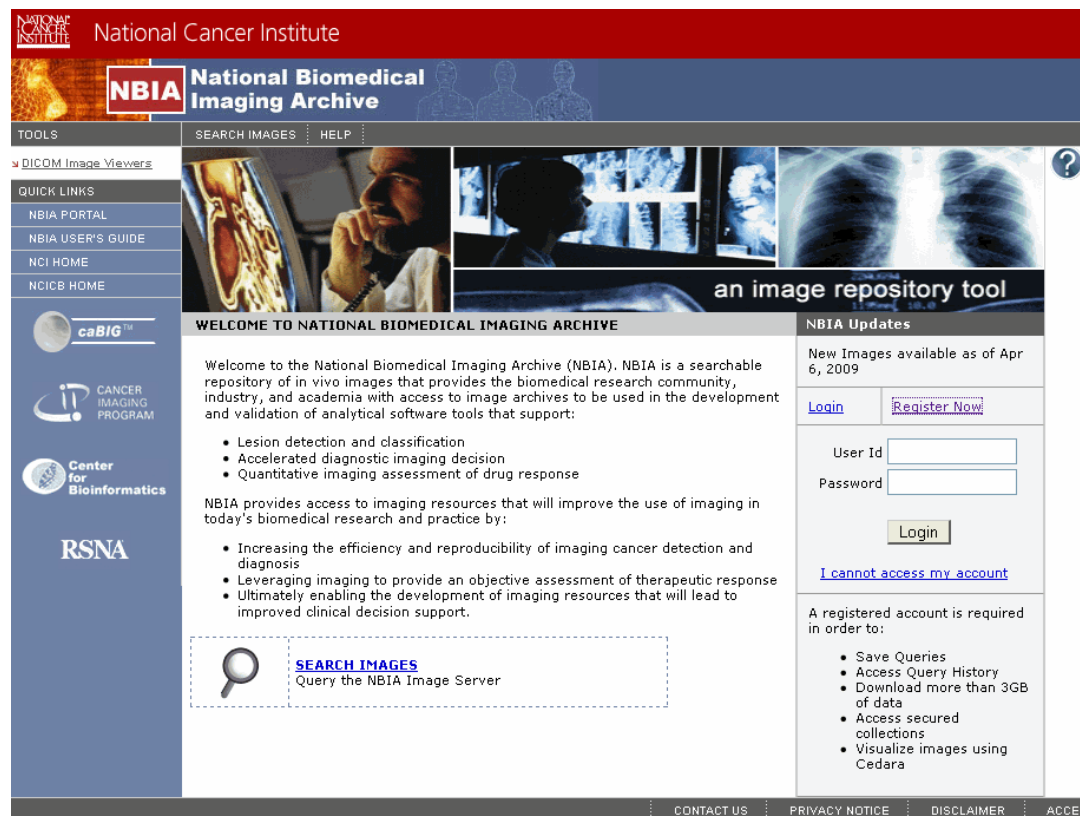 NATIONAL
CANCER
INSTITUTE
National Cancer Institute
NBIA
National Biomedical
Imaging Archive
TOOLS
SEARCH IMAGES
HELP
DICOM Image Viewers
?
QUICK LINKS
NBIA PORTAL
NBIA USER'S GUIDE
NCI HOME
NCICB HOME
caBIG™
CANCER
IMAGING
PROGRAM
Center
for
Bioinformatics
RSNA
an image repository tool
WELCOME TO NATIONAL BIOMEDICAL IMAGING ARCHIVE
Welcome to the National Biomedical Imaging Archive (NBIA). NBIA is a searchable
repository of in vivo images that provides the biomedical research community,
industry, and academia with access to image archives to be used in the development
and validation of analytical software tools that support:
• Lesion detection and classification
• Accelerated diagnostic imaging decision
• Quantitative imaging assessment of drug response
NBIA provides access to imaging resources that will improve the use of imaging in
today's biomedical research and practice by:
• Increasing the efficiency and reproducibility of imaging cancer detection and
diagnosis
• Leveraging imaging to provide an objective assessment of therapeutic response
• Ultimately enabling the development of imaging resources that will lead to
improved clinical decision support.
SEARCH IMAGES
Query the NBIA Image Server
NBIA Updates
New Images available as of Apr
6, 2009
Login
Register Now
User Id
Password
Login
I cannot access my account
A registered account is required
in order to:
• Save Queries
• Access Query History
• Download more than 3GB
of data
• Access secured
collections
• Visualize images using
Cedara
CONTACT US
PRIVACY NOTICE
DISCLAIMER
ACCE